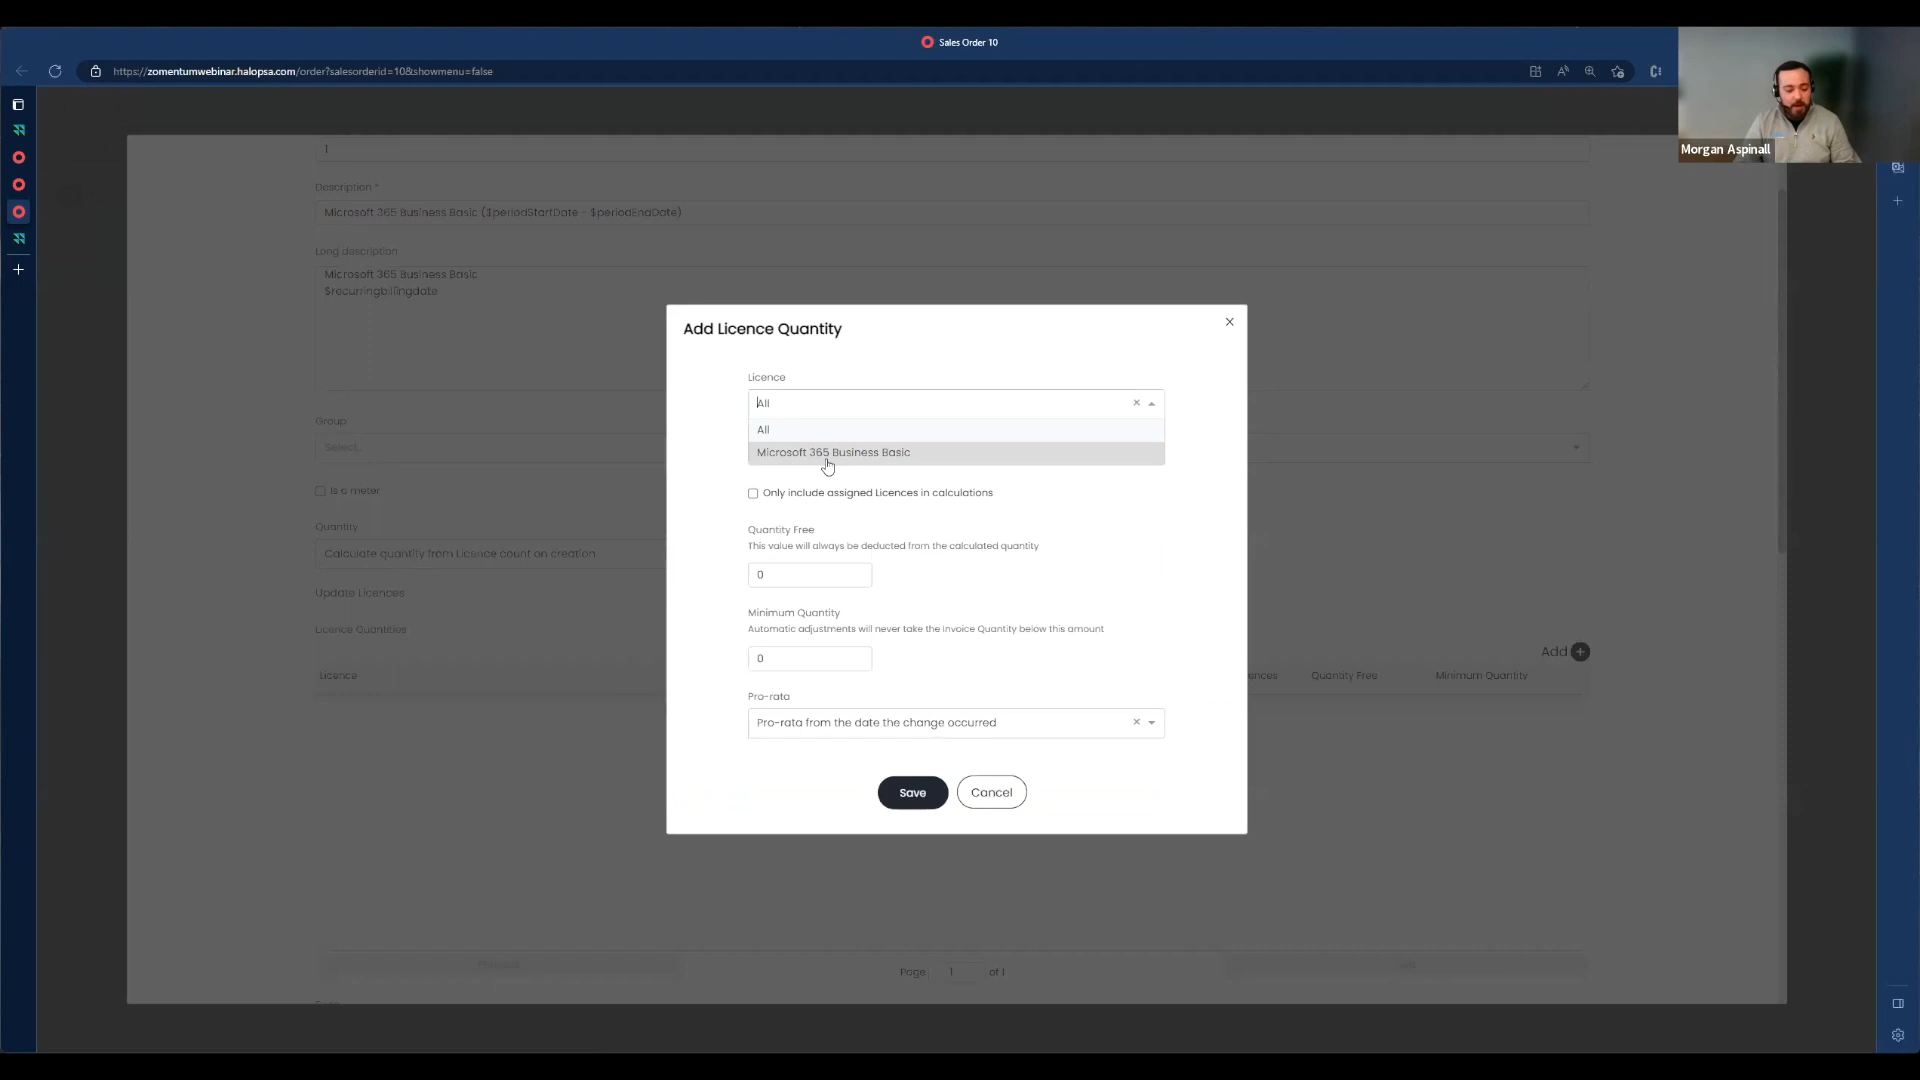 Sales Order 10
https://zomentumwebinar.halopsa.com/order?salesorderid=10&showmenu=false
Morgan Aspinall
1
Description *
Microsoft 365 Business Basic ($periodStartDate - $periodEndDate)
Long description
Microsoft 365 Business Basic
$recurringbillingdate
Add Licence Quantity
Licence
All
All
Microsoft 365 Business Basic
Only include assigned Licences in calculations
Quantity Free
This value will always be deducted from the calculated quantity
0
Minimum Quantity
Automatic adjustments will never take the Invoice Quantity below this amount
0
Pro-rata
Pro-rata from the date the change occurred
Save
Cancel
Group
Select...
Is a meter
Quantity
Calculate quantity from Licence count on creation
Update Licences
Licence Quantities
Add
Licence
ences
Quantity Free
Minimum Quantity
Page 1 of 1